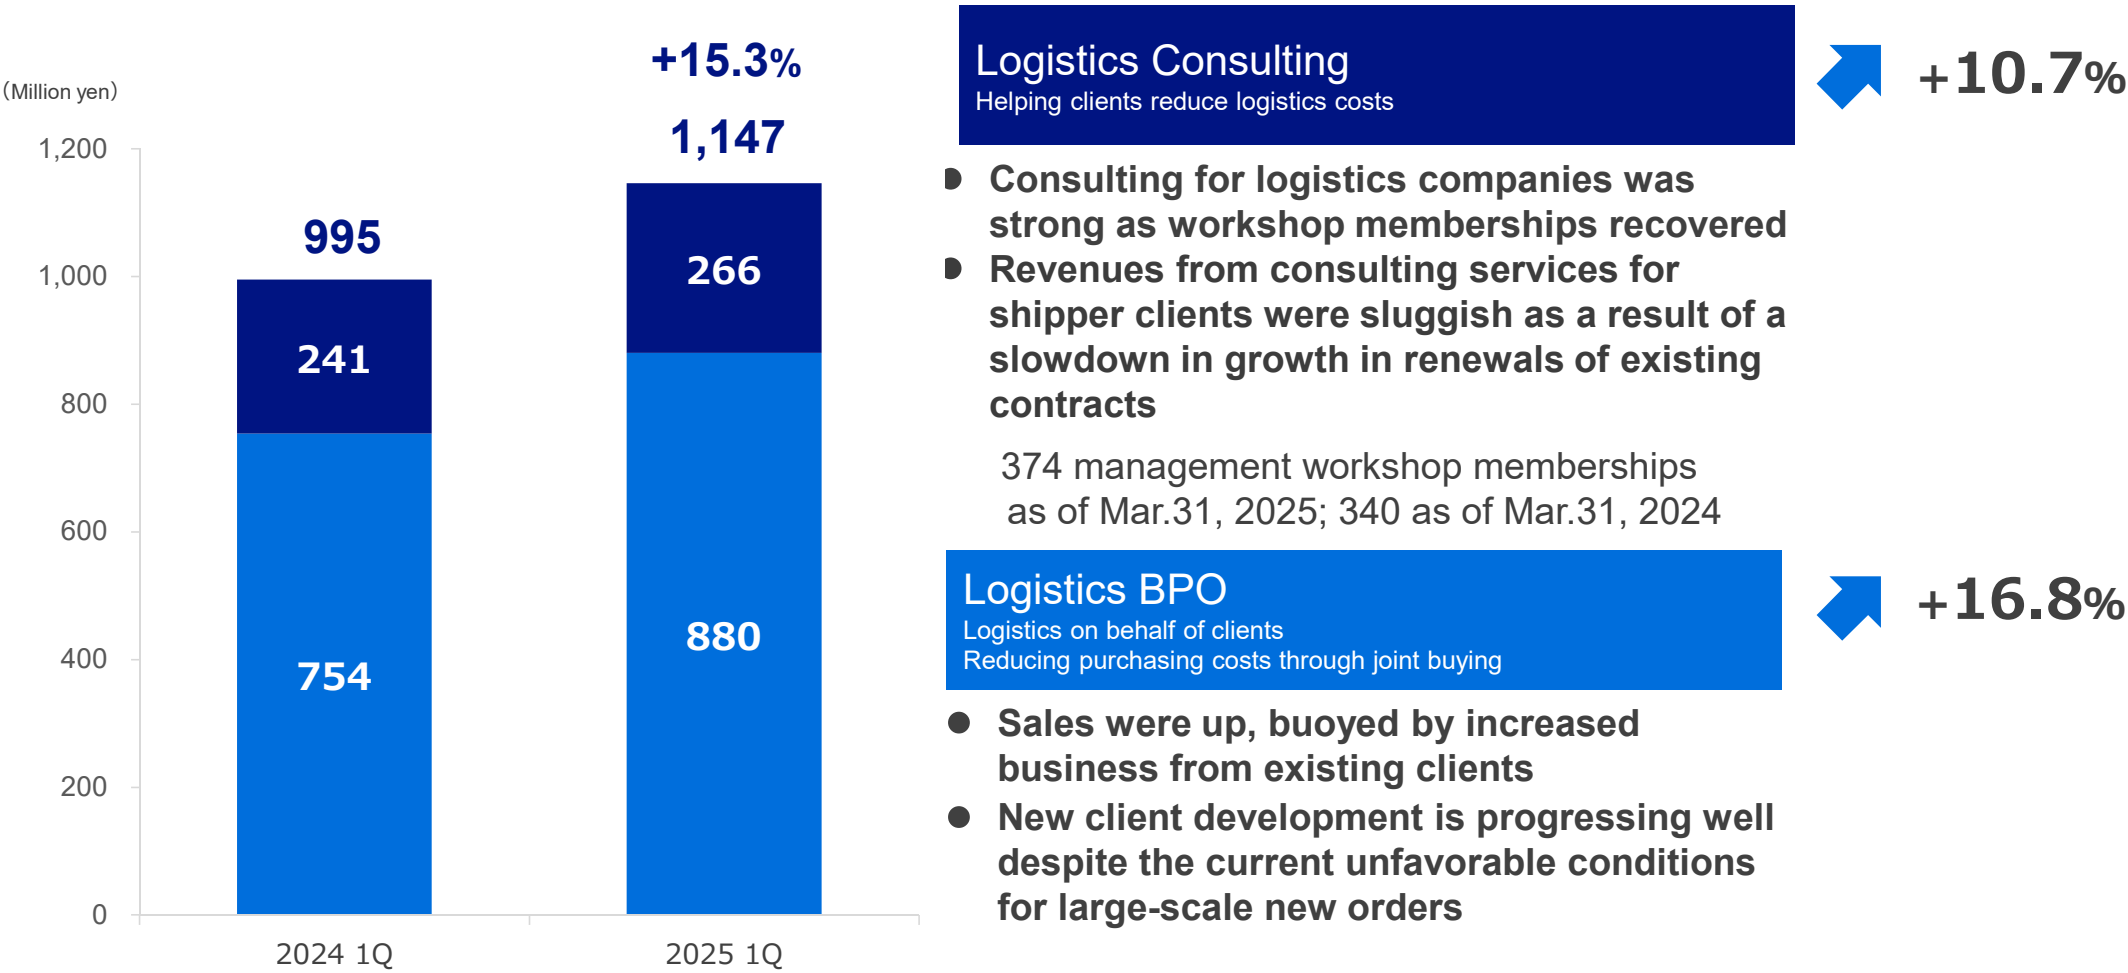 (Million yen)
+15.3%
1,147
995
1,200
1,000
800
600
400
200
0
241
754
266
880
2024 1Q
2025 1Q
Logistics Consulting
Helping clients reduce logistics costs
+10.7%
● Consulting for logistics companies was
strong as workshop memberships recovered
● Revenues from consulting services for
shipper clients were sluggish as a result of a
slowdown in growth in renewals of existing
contracts
374 management workshop memberships
as of Mar.31, 2025; 340 as of Mar.31, 2024
Logistics BPO
Logistics on behalf of clients
Reducing purchasing costs through joint buying
+16.8%
● Sales were up, buoyed by increased
business from existing clients
● New client development is progressing well
despite the current unfavorable conditions
for large-scale new orders